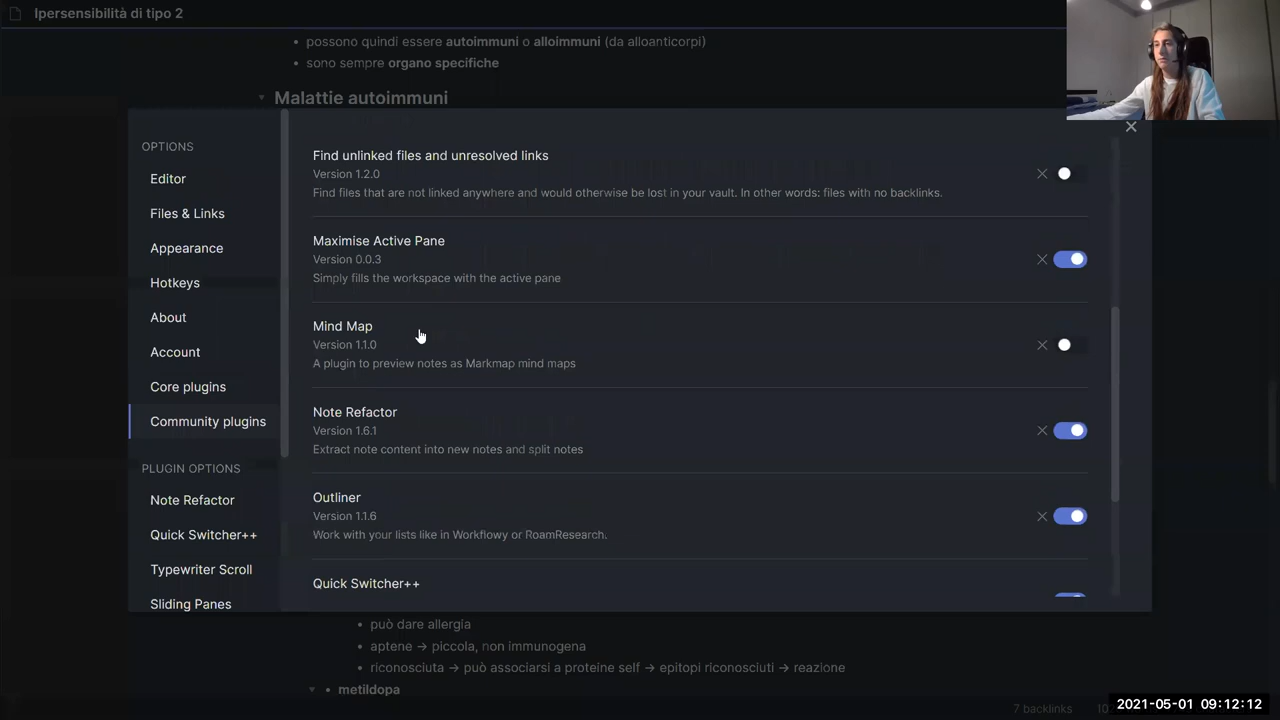 Ipersensibilità di tipo 2
• possono quindi essere autoimmuni o alloimmuni (da alloanticorpi)
• sono sempre organo specifiche
Malattie autoimmuni
OPTIONS
Editor
Files & Links
Appearance
Hotkeys
About
Account
Core plugins
Community plugins
PLUGIN OPTIONS
Note Refactor
Quick Switcher++
Typewriter Scroll
Sliding Panes
Find unlinked files and unresolved links
Version 1.2.0
Find files that are not linked anywhere and would otherwise be lost in your vault. In other words: files with no backlinks.
Maximise Active Pane
Version 0.0.3
Simply fills the workspace with the active pane
Mind Map
Version 1.1.0
A plugin to preview notes as Markmap mind maps
Note Refactor
Version 1.6.1
Extract note content into new notes and split notes
Outliner
Version 1.1.6
Work with your lists like in Workflowy or RoamResearch.
Quick Switcher++
• può dare allergia
• aptene → piccola, non immunogena
• riconosciuta → può associarsi a proteine self → epitopi riconosciuti → reazione
• metildopa
7 backlinks
2021-05-01 09:12:12